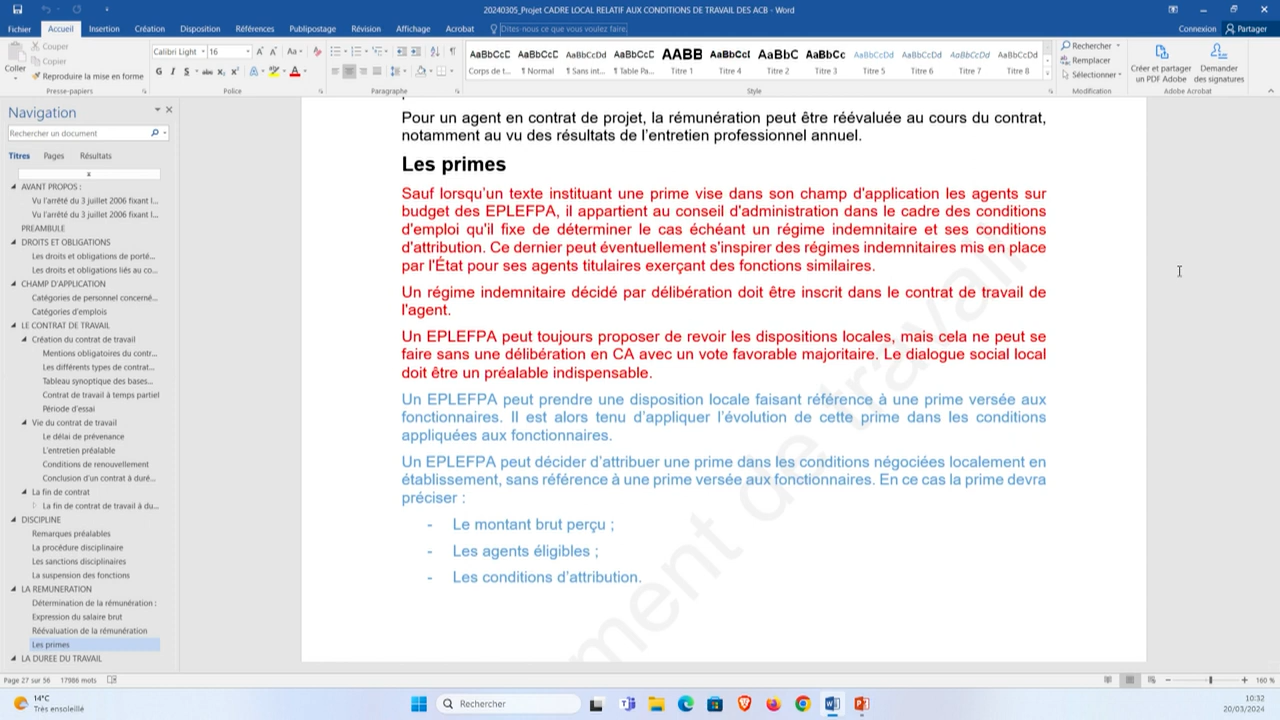 20240305_Projet CADRE LOCAL RELATIF AUX CONDITIONS DE TRAVAIL DES ACB - Word
Fichier Accueil Insertion Création Disposition Références Publipostage Révision Affichage Acrobat Dites-nous ce que vous voulez faire. Connexion Partager
Coller
Couper
Copier
Reproduire la mise en forme
Presse-papiers
Calibri Light 16
G I S abc x₂ x²
Police
Paragraphe
AaBbCcC AaBbCcC AaBbCcDd AaBbCcC AABB AaBbCcI AaBbC AaBbCc AaBbCcDd AaBbCcDd AaBbCcDd AaBbCcDd
Corps de t... ¶ Normal ¶ Sans int... ¶ Table Pa... Titre 1 Titre 4 Titre 2 Titre 3 Titre 5 Titre 6 Titre 7 Titre 8
Style
Rechercher
Remplacer
Sélectionner
Modification
Créer et partager un PDF Adobe
Demander des signatures
Adobe Acrobat
Navigation
Rechercher un document
Titres Pages Résultats
AVANT PROPOS :
Vu l'arrêté du 3 juillet 2006 fixant l...
Vu l'arrêté du 3 juillet 2006 fixant l...
PREAMBULE
DROITS ET OBLIGATIONS
Les droits et obligations de porté...
Les droits et obligations liés au co...
CHAMP D'APPLICATION
Catégories de personnel concerné...
Catégories d'emplois
LE CONTRAT DE TRAVAIL
Création du contrat de travail
Mentions obligatoires du contr...
Les différents types de contrat...
Tableau synoptique des bases...
Contrat de travail à temps partiel
Période d'essai
Vie du contrat de travail
Le délai de prévenance
L'entretien préalable
Conditions de renouvellement
Conclusion d'un contrat à duré...
La fin de contrat
La fin de contrat de travail à du...
DISCIPLINE
Remarques préalables
La procédure disciplinaire
Les sanctions disciplinaires
La suspension des fonctions
LA REMUNERATION
Détermination de la rémunération :
Expression du salaire brut
Réévaluation de la rémunération
Les primes
LA DUREE DU TRAVAIL
Pour un agent en contrat de projet, la rémunération peut être réévaluée au cours du contrat,
notamment au vu des résultats de l'entretien professionnel annuel.
Les primes
Sauf lorsqu'un texte instituant une prime vise dans son champ d'application les agents sur
budget des EPLEFPA, il appartient au conseil d'administration dans le cadre des conditions
d'emploi qu'il fixe de déterminer le cas échéant un régime indemnitaire et ses conditions
d'attribution. Ce dernier peut éventuellement s'inspirer des régimes indemnitaires mis en place
par l'État pour ses agents titulaires exerçant des fonctions similaires.
Un régime indemnitaire décidé par délibération doit être inscrit dans le contrat de travail de
l'agent.
Un EPLEFPA peut toujours proposer de revoir les dispositions locales, mais cela ne peut se
faire sans une délibération en CA avec un vote favorable majoritaire. Le dialogue social local
doit être un préalable indispensable.
Un EPLEFPA peut prendre une disposition locale faisant référence à une prime versée aux
fonctionnaires. Il est alors tenu d'appliquer l'évolution de cette prime dans les conditions
appliquées aux fonctionnaires.
Un EPLEFPA peut décider d'attribuer une prime dans les conditions négociées localement en
établissement, sans référence à une prime versée aux fonctionnaires. En ce cas la prime devra
préciser :
- Le montant brut perçu ;
- Les agents éligibles ;
- Les conditions d'attribution.
ment de travail
Page 27 sur 56 17986 mots 160 %
14°C
Très ensoleillé
Rechercher
10:32
20/03/2024